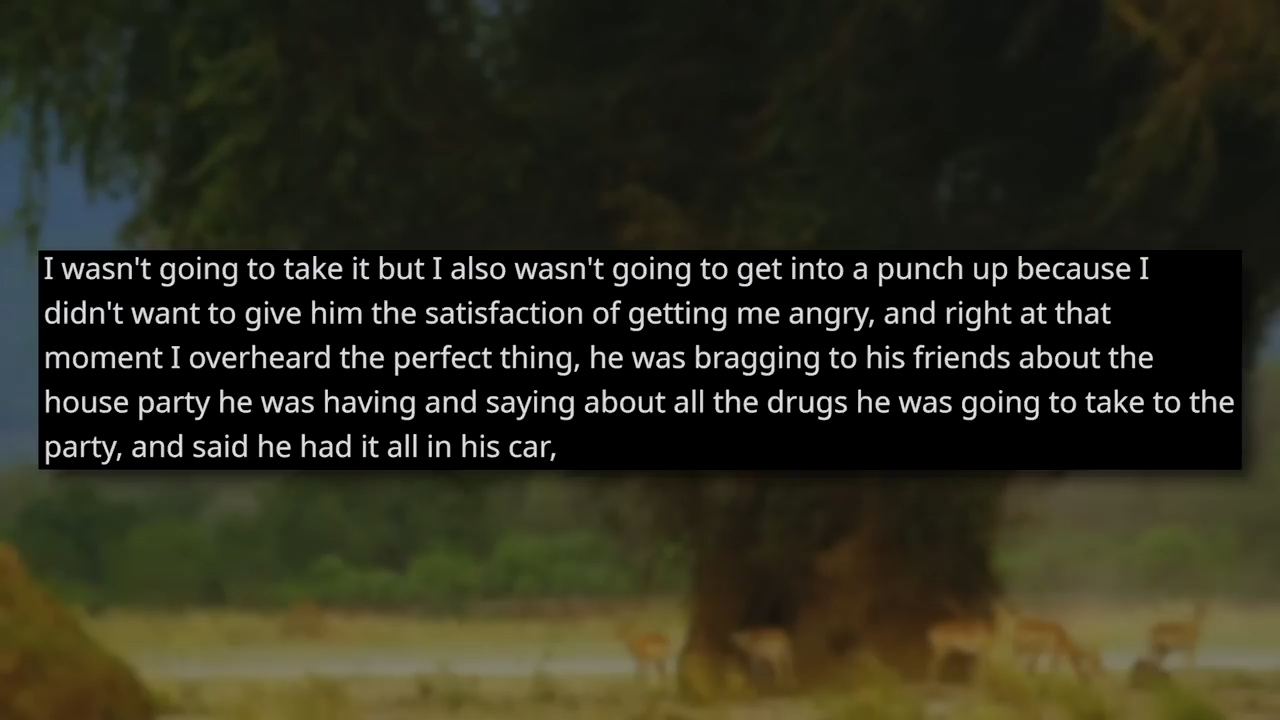 I wasn't going to take it but I also wasn't going to get into a punch up because I
didn't want to give him the satisfaction of getting me angry, and right at that
moment I overheard the perfect thing, he was bragging to his friends about the
house party he was having and saying about all the drugs he was going to take to the
party, and said he had it all in his car,